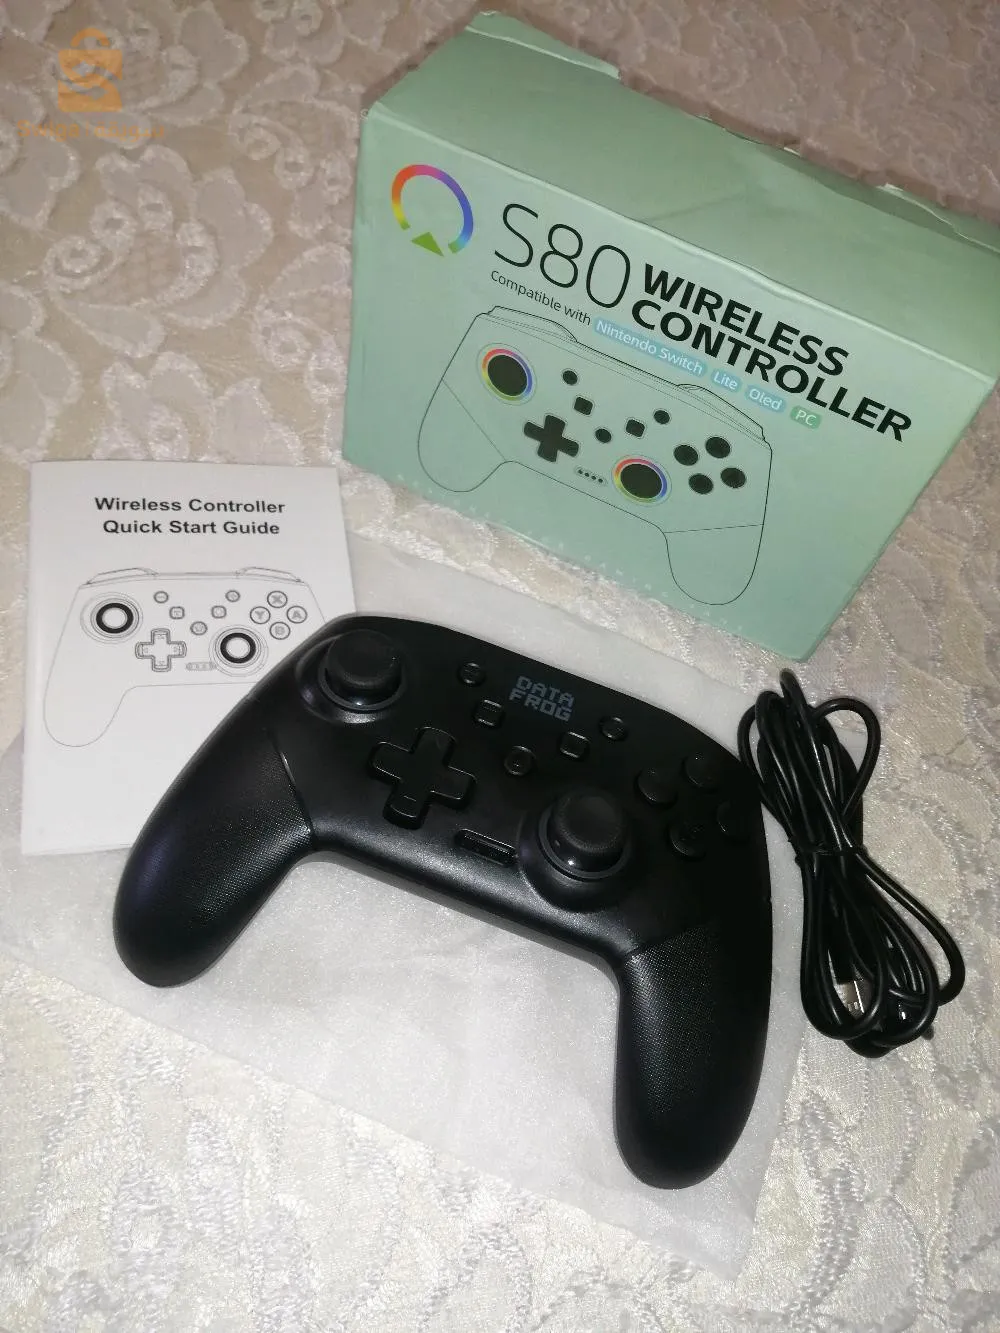 S80
WIRELESS
CONTROLLER
Compatible with Nintendo Switch Lite Oled PC
Wireless Controller
Quick Start Guide
X
Y A
B
DATA
FROG